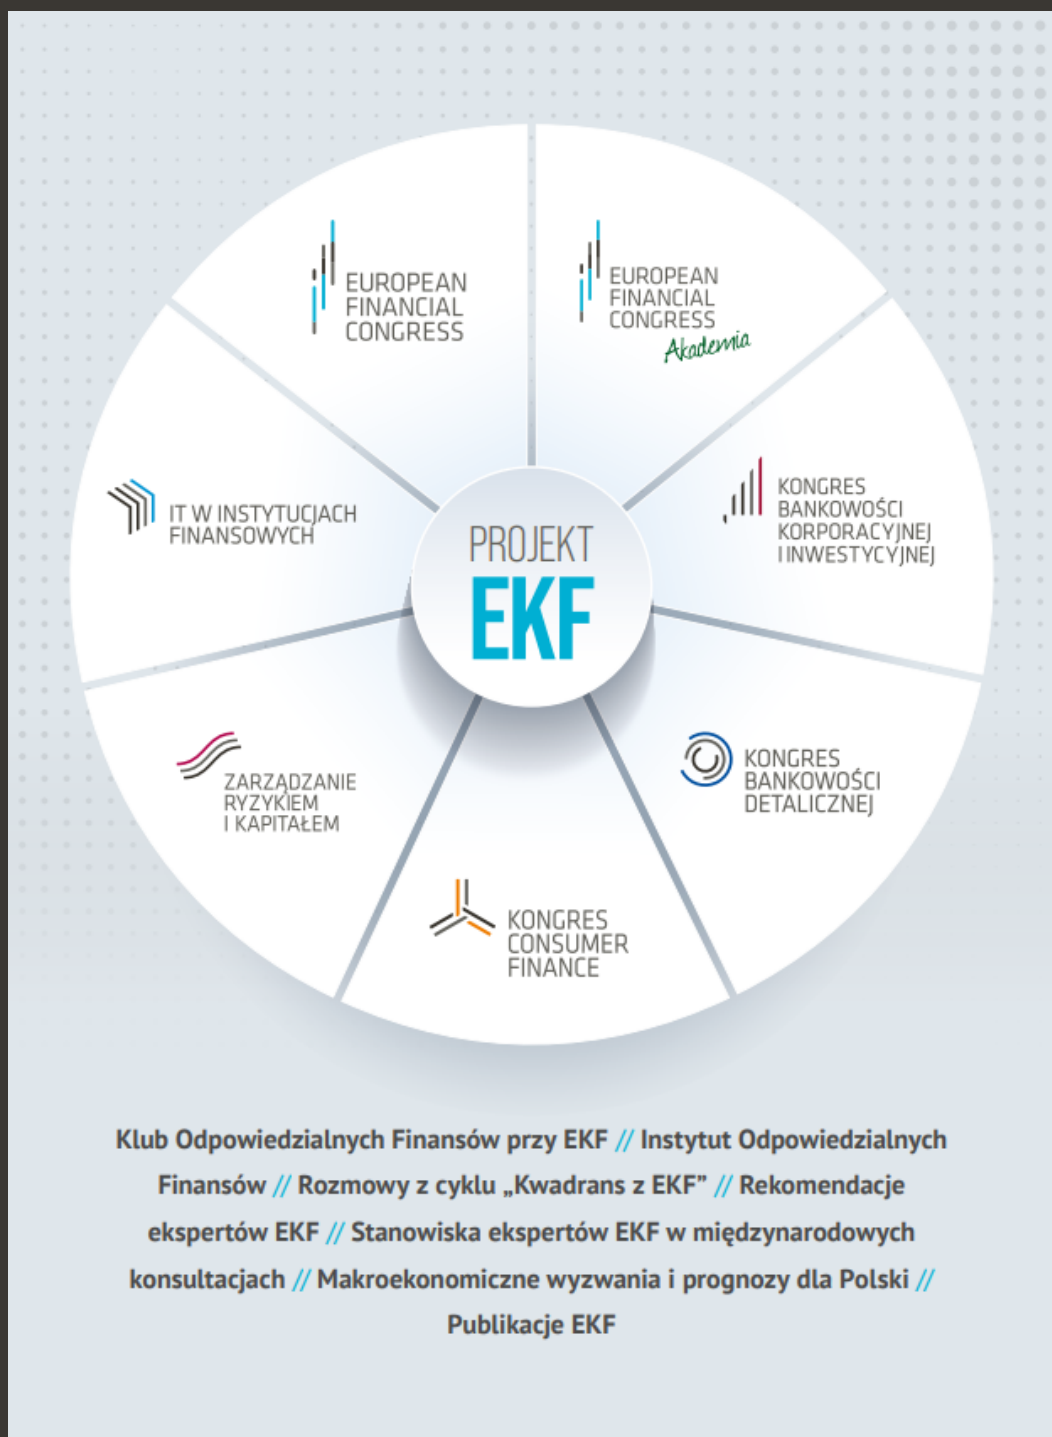 EUROPEAN
FINANCIAL
CONGRESS
EUROPEAN
FINANCIAL
CONGRESS
Akademia
IT W INSTYTUCJACH
FINANSOWYCH
KONGRES
BANKOWOŚCI
KORPORACYJNEJ
I INWESTYCYJNEJ
PROJEKT
EKF
ZARZĄDZANIE
RYZYKIEM
I KAPITAŁEM
KONGRES
BANKOWOŚCI
DETALICZNEJ
KONGRES
CONSUMER
FINANCE
Klub Odpowiedzialnych Finansów przy EKF // Instytut Odpowiedzialnych
Finansów // Rozmowy z cyklu „Kwadrans z EKF” // Rekomendacje
ekspertów EKF // Stanowiska ekspertów EKF w międzynarodowych
konsultacjach // Makroekonomiczne wyzwania i prognozy dla Polski //
Publikacje EKF